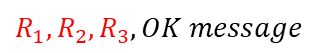 R₁, R₂, R₃, OK message